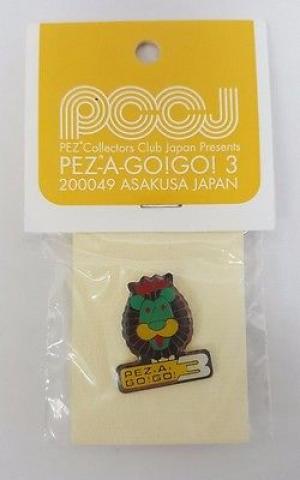 PCCJ
PEZ® Collectors Club Japan Presents
PEZ®-A-GO!GO! 3
200049 ASAKUSA JAPAN
PEZ-A-
GO!GO! 3